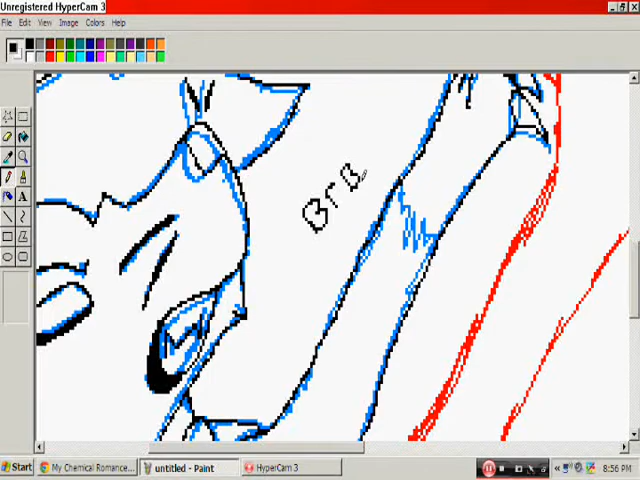 Unregistered HyperCam 3
File Edit View Image Colors Help
BrB
Start My Chemical Romance... untitled - Paint HyperCam 3 8:56 PM